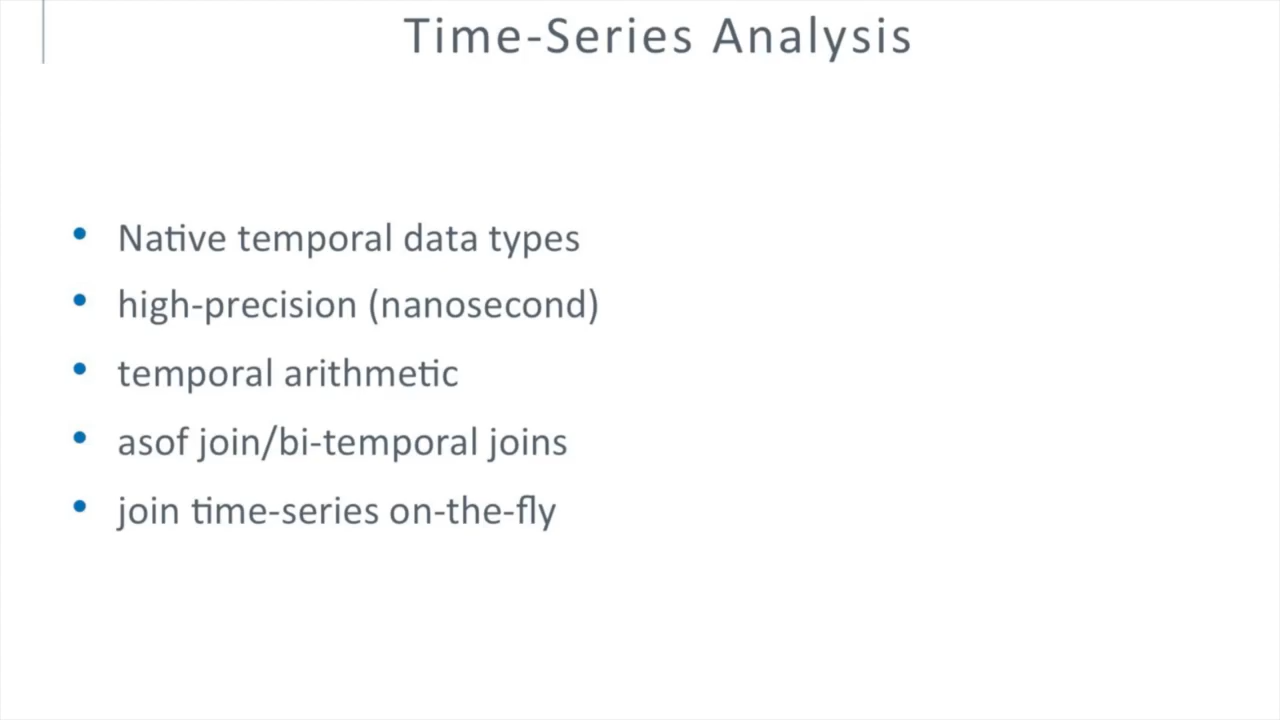 Time-Series Analysis
• Native temporal data types
• high-precision (nanosecond)
• temporal arithmetic
• asof join/bi-temporal joins
• join time-series on-the-fly